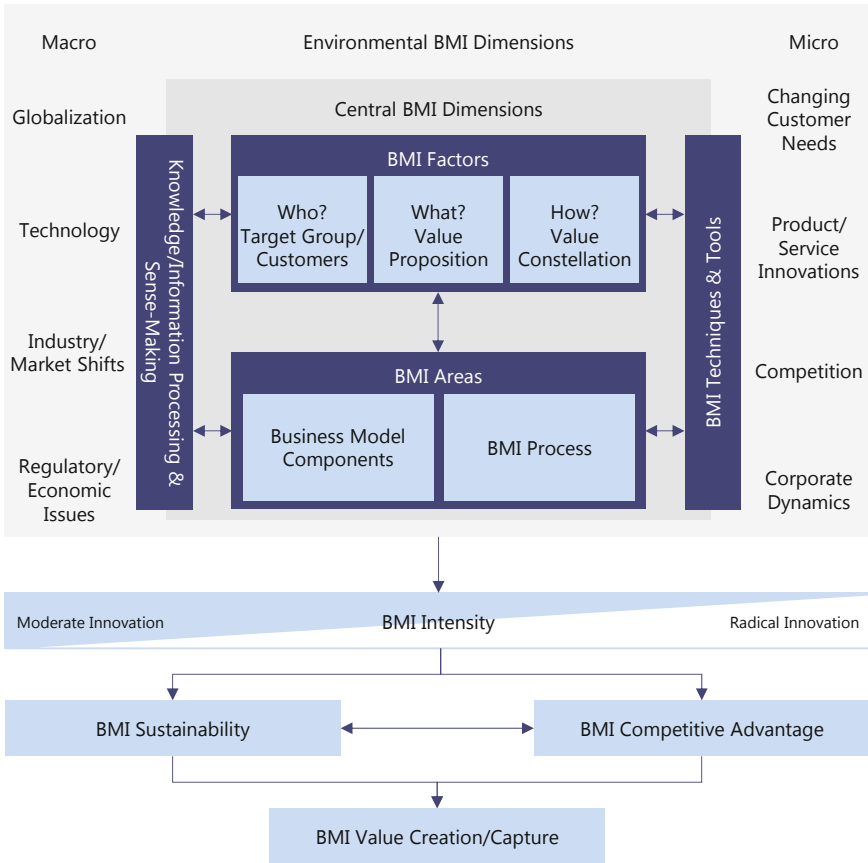 Macro
Environmental BMI Dimensions
Micro
Globalization
Technology
Industry/
Market Shifts
Regulatory/
Economic
Issues
Central BMI Dimensions
Knowledge/Information Processing &
Sense-Making
BMI Factors
Who?
Target Group/
Customers
What?
Value
Proposition
How?
Value
Constellation
BMI Areas
Business Model
Components
BMI Process
BMI Techniques & Tools
Changing
Customer
Needs
Product/
Service
Innovations
Competition
Corporate
Dynamics
Moderate Innovation
BMI Intensity
Radical Innovation
BMI Sustainability
BMI Competitive Advantage
BMI Value Creation/Capture